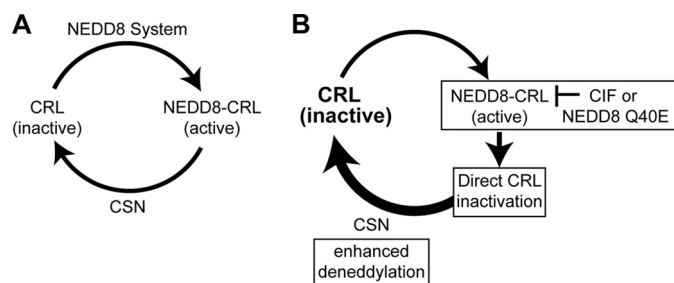 A
NEDD8 System
CRL
(inactive)
NEDD8-CRL
(active)
CSN
B
CRL
(inactive)
NEDD8-CRL
(active)
CIF or
NEDD8 Q40E
Direct CRL
inactivation
CSN
enhanced
deneddylation